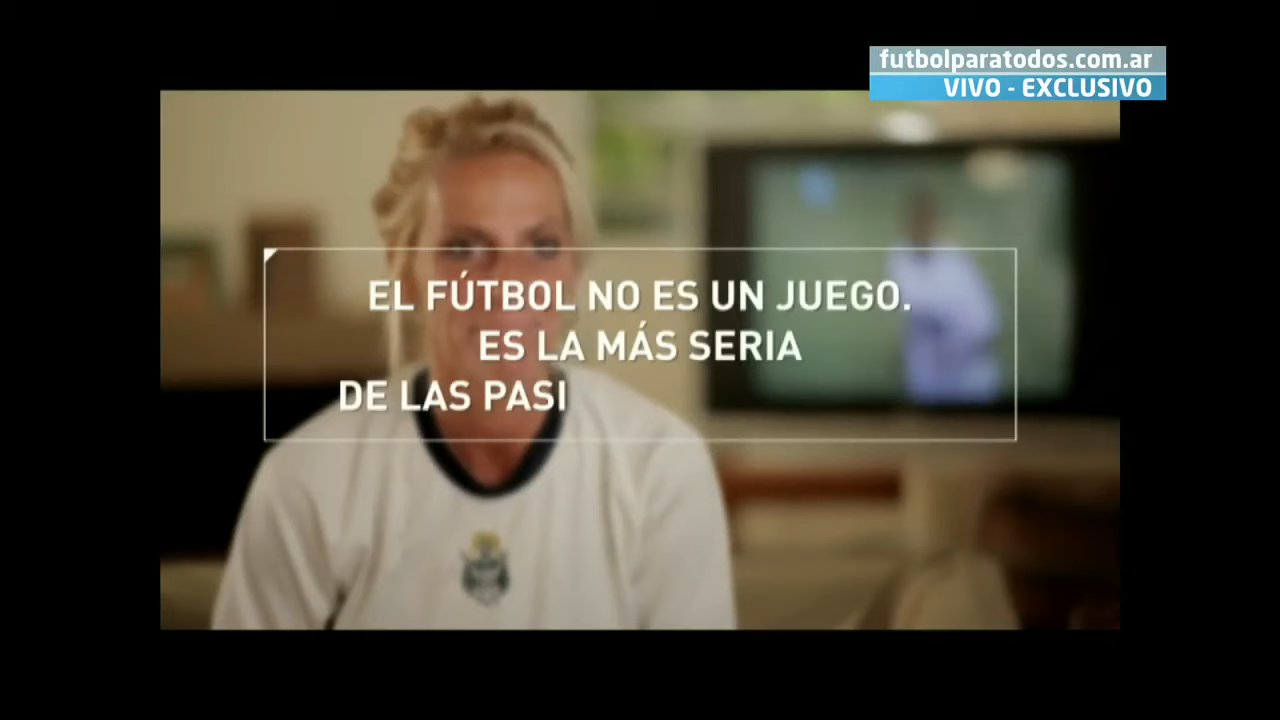 futbolparatodos.com.ar
VIVO - EXCLUSIVO
EL FÚTBOL NO ES UN JUEGO.
ES LA MÁS SERIA
DE LAS PASI